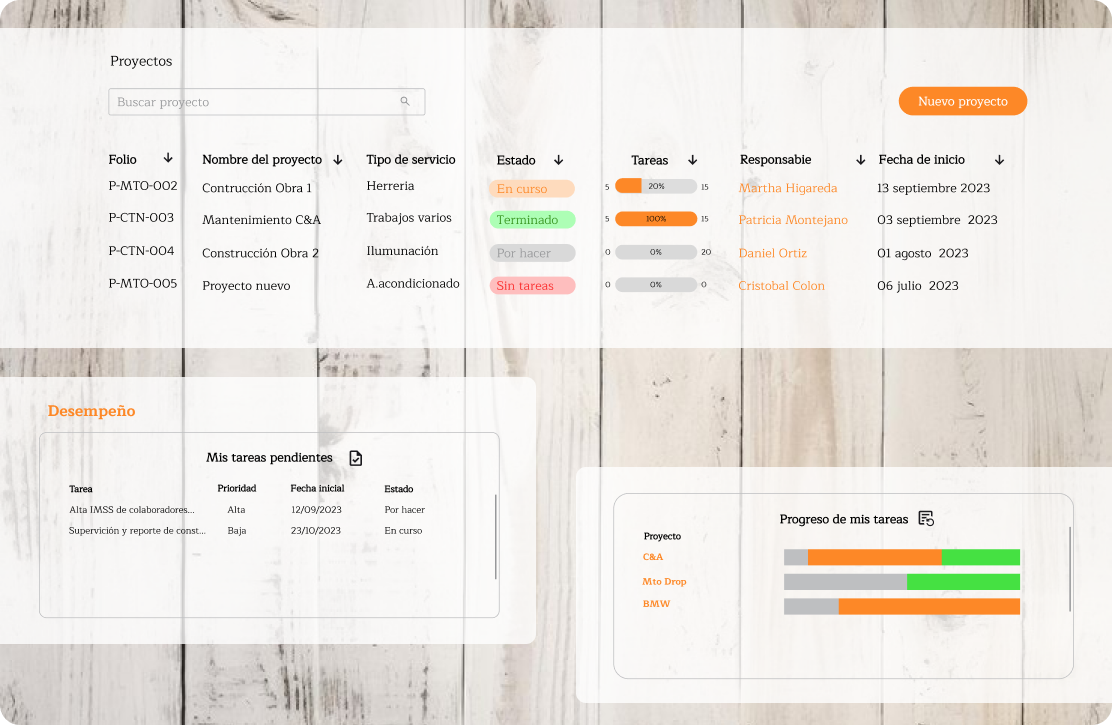 Proyectos
Buscar proyecto
Nuevo proyecto
Folio Nombre del proyecto Tipo de servicio Estado Tareas Responsabie Fecha de inicio
P-MTO-002 Contrucción Obra 1 Herreria En curso 5 20% 15 Martha Higareda 13 septiembre 2023
P-CTN-003 Mantenimiento C&A Trabajos varios Terminado 5 100% 15 Patricia Montejano 03 septiembre 2023
P-CTN-004 Construcción Obra 2 Ilumunación Por hacer 0 0% 20 Daniel Ortiz 01 agosto 2023
P-MTO-005 Proyecto nuevo A.acondicionado Sin tareas 0 0% 0 Cristobal Colon 06 julio 2023
Desempeño
Mis tareas pendientes
Tarea Prioridad Fecha inicial Estado
Alta IMSS de colaboradores... Alta 12/09/2023 Por hacer
Supervición y reporte de const... Baja 23/10/2023 En curso
Progreso de mis tareas
Proyecto
C&A
Mto Drop
BMW